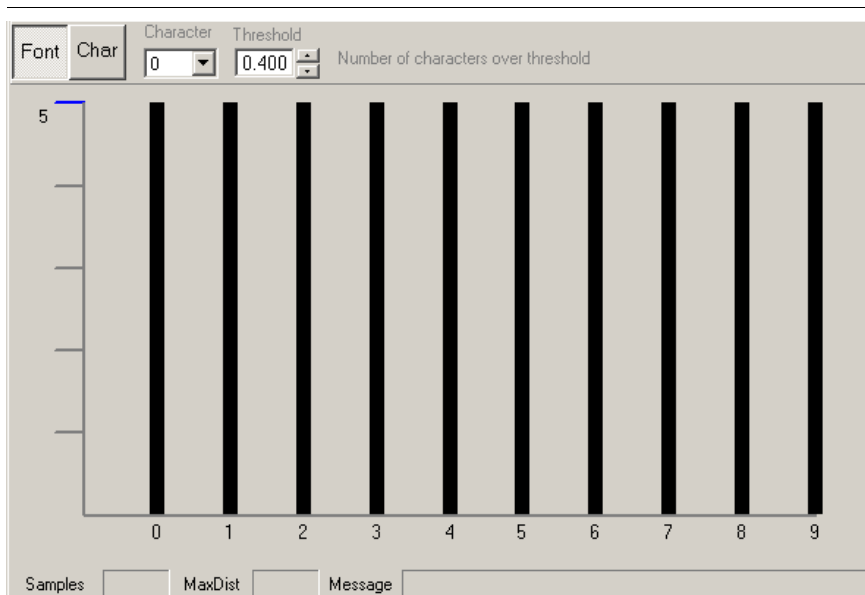 Font Char Character Threshold
0 0.400 Number of characters over threshold
5
0 1 2 3 4 5 6 7 8 9
Samples MaxDist Message